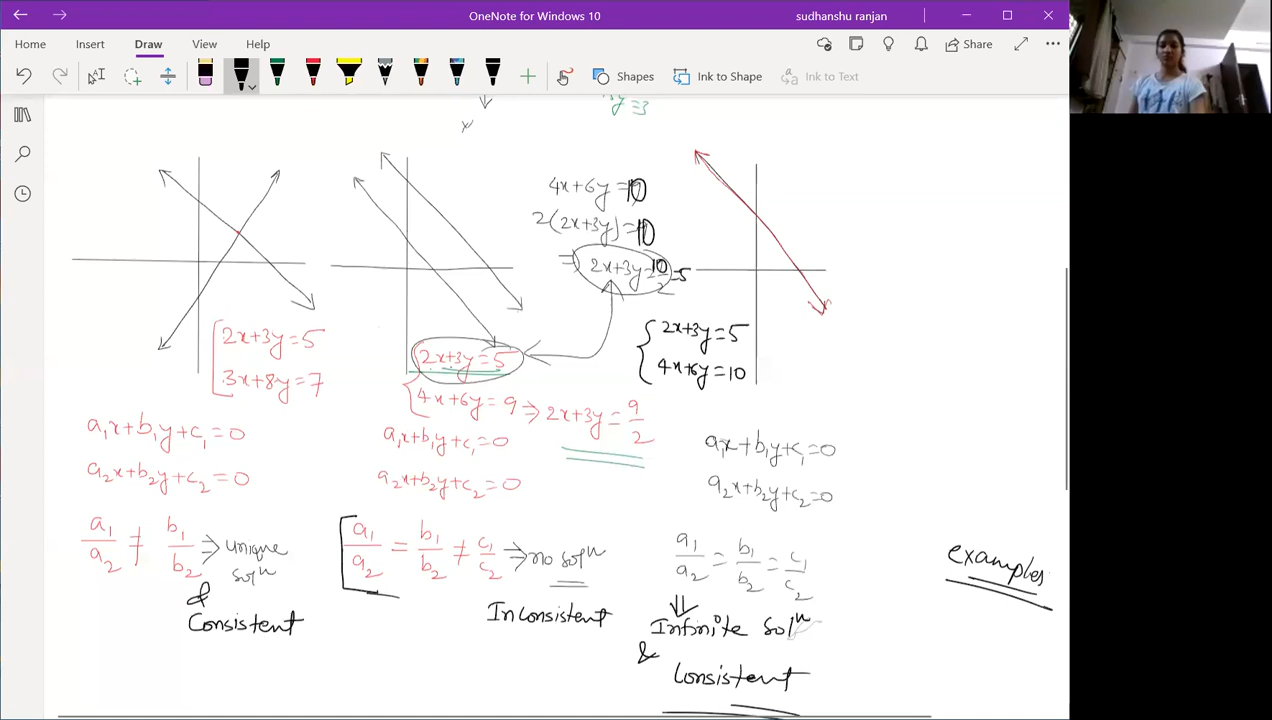 OneNote for Windows 10
sudhanshu ranjan
Home Insert Draw View Help
Share
Shapes
Ink to Shape
Ink to Text
y=3
x
4x+6y=10
2(2x+3y)=10
⇒ 2x+3y=10/2=5
2x+3y=5
3x+8y=7
2x+3y=5
4x+6y=9 ⇒ 2x+3y=9/2
2x+3y=5
4x+6y=10
a₁x+b₁y+c₁=0
a₂x+b₂y+c₂=0
a₁x+b₁y+c₁=0
a₂x+b₂y+c₂=0
a₁x+b₁y+c₁=0
a₂x+b₂y+c₂=0
a₁/a₂ ≠ b₁/b₂ ⇒ unique
solⁿ
&
Consistent
a₁/a₂ = b₁/b₂ ≠ c₁/c₂ ⇒ no solⁿ
Inconsistent
a₁/a₂ = b₁/b₂ = c₁/c₂
⇓
Infinite solⁿ
&
Consistent
examples